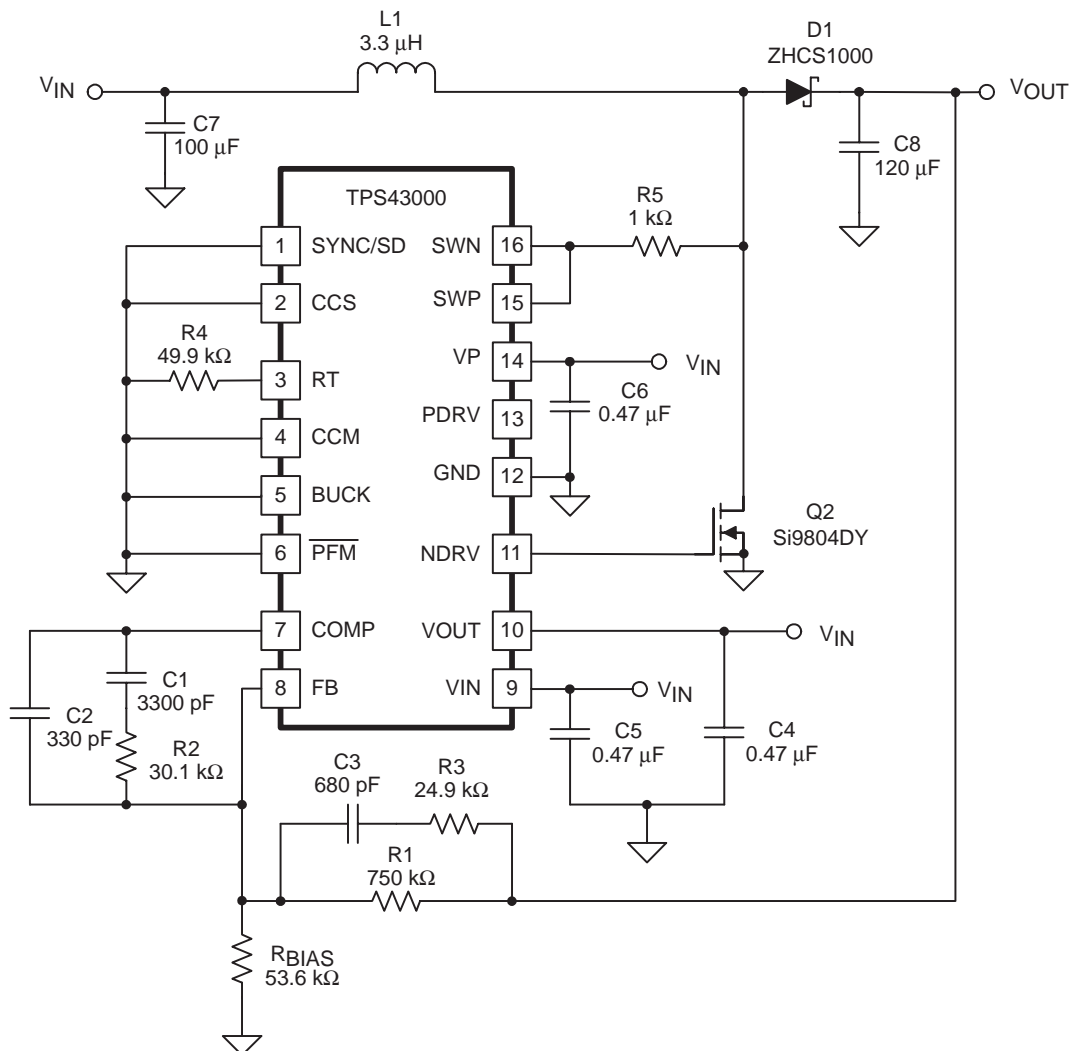 L1
3.3 μH
D1
ZHCS1000
VIN
VOUT
C7
100 μF
C8
120 μF
TPS43000
R5
1 kΩ
1 SYNC/SD
SWN 16
2 CCS
SWP 15
R4
49.9 kΩ
3 RT
VP 14
VIN
C6
0.47 μF
PDRV 13
4 CCM
GND 12
5 BUCK
Q2
Si9804DY
6 PFM
NDRV 11
7 COMP
VOUT 10
VIN
C1
3300 pF
8 FB
VIN 9
VIN
C2
330 pF
R2
30.1 kΩ
C5
0.47 μF
C4
0.47 μF
C3
680 pF
R3
24.9 kΩ
R1
750 kΩ
RBIAS
53.6 kΩ